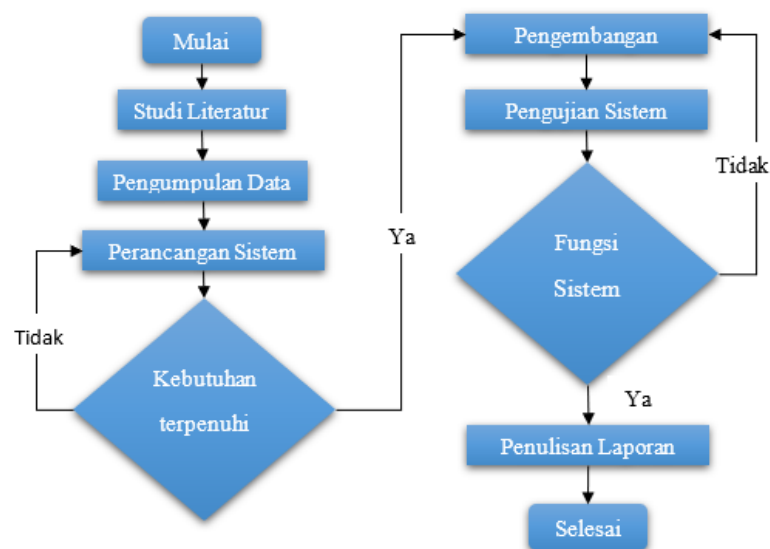 Mulai
Studi Literatur
Pengumpulan Data
Perancangan Sistem
Tidak
Kebutuhan
terpenuhi
Ya
Pengembangan
Pengujian Sistem
Tidak
Fungsi
Sistem
Ya
Penulisan Laporan
Selesai